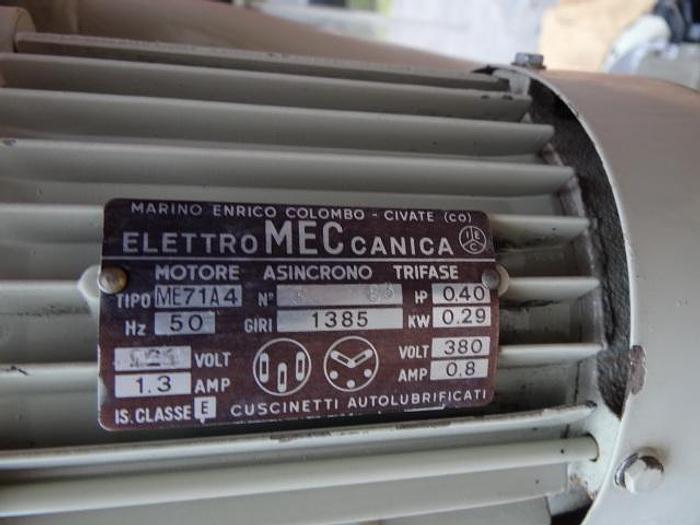 MARINO ENRICO COLOMBO - CIVATE (CO)
ELETTRO MEC CANICA IEC
MOTORE ASINCRONO TRIFASE
TIPO ME71A4 N° HP 0.40
Hz 50 GIRI 1385 KW 0.29
VOLT VOLT 380
1.3 AMP AMP 0.8
IS. CLASSE E CUSCINETTI AUTOLUBRIFICATI